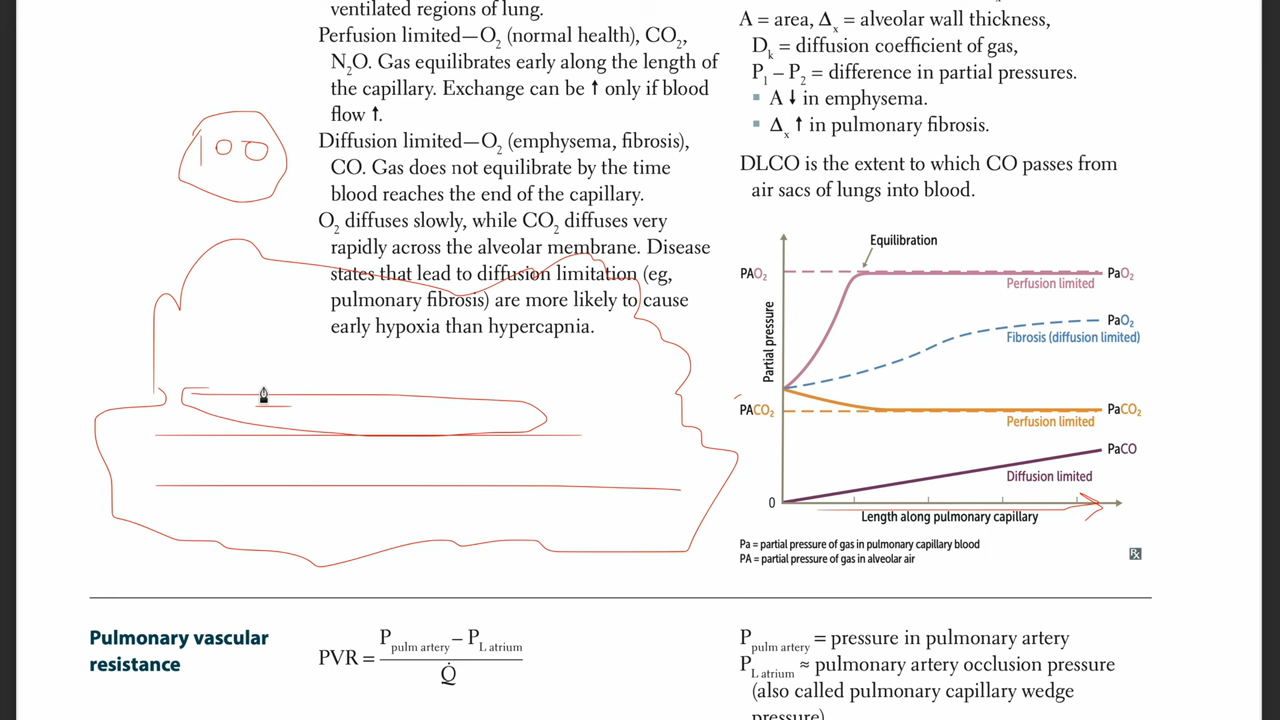 ventilated regions of lung.
Perfusion limited—O₂ (normal health), CO₂,
N₂O. Gas equilibrates early along the length of
the capillary. Exchange can be ↑ only if blood
flow ↑.
Diffusion limited—O₂ (emphysema, fibrosis),
CO. Gas does not equilibrate by the time
blood reaches the end of the capillary.
O₂ diffuses slowly, while CO₂ diffuses very
rapidly across the alveolar membrane. Disease
states that lead to diffusion limitation (eg,
pulmonary fibrosis) are more likely to cause
early hypoxia than hypercapnia.
100
A = area, Δₓ = alveolar wall thickness,
Dₖ = diffusion coefficient of gas,
P₁ – P₂ = difference in partial pressures.
▪ A ↓ in emphysema.
▪ Δₓ ↑ in pulmonary fibrosis.
DLCO is the extent to which CO passes from
air sacs of lungs into blood.
Equilibration
PAO₂
PaO₂
Perfusion limited
PaO₂
Fibrosis (diffusion limited)
Partial pressure
PACO₂
PaCO₂
Perfusion limited
PaCO
Diffusion limited
0
Length along pulmonary capillary
Pa = partial pressure of gas in pulmonary capillary blood
PA = partial pressure of gas in alveolar air
Rx
Pulmonary vascular
resistance
PVR = (P pulm artery – P L atrium) / Q̇
P pulm artery = pressure in pulmonary artery
P L atrium ≈ pulmonary artery occlusion pressure
(also called pulmonary capillary wedge
pressure)